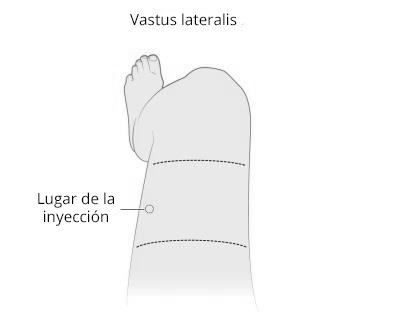 Vastus lateralis
Lugar de la
inyección